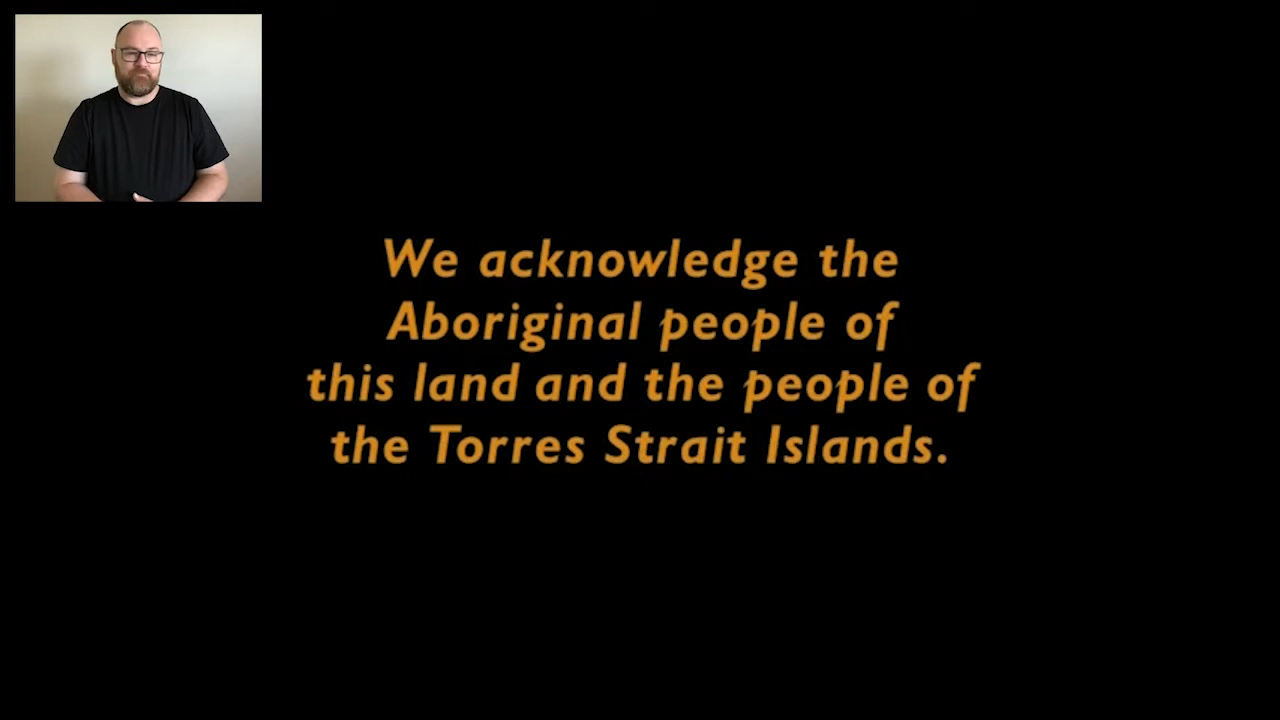 We acknowledge the
Aboriginal people of
this land and the people of
the Torres Strait Islands.